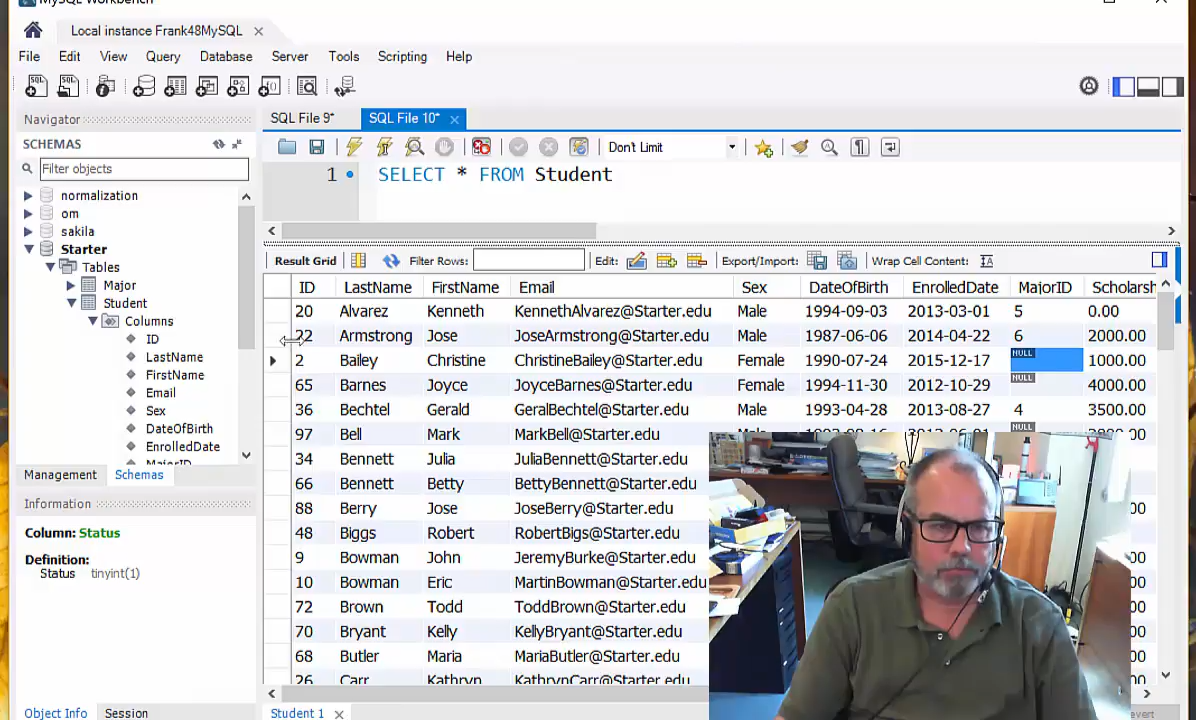 MySQL Workbench
Local instance Frank48MySQL
File Edit View Query Database Server Tools Scripting Help
Navigator
SCHEMAS
Filter objects
normalization
om
sakila
Starter
Tables
Major
Student
Columns
ID
LastName
FirstName
Email
Sex
DateOfBirth
EnrolledDate
MajorID
Management Schemas
Information
Column: Status
Definition:
Status tinyint(1)
Object Info Session
SQL File 9* SQL File 10*
Don't Limit
1 SELECT * FROM Student
Result Grid Filter Rows: Edit: Export/Import: Wrap Cell Content:
ID LastName FirstName Email Sex DateOfBirth EnrolledDate MajorID Scholarsh
20 Alvarez Kenneth KennethAlvarez@Starter.edu Male 1994-09-03 2013-03-01 5 0.00
22 Armstrong Jose JoseArmstrong@Starter.edu Male 1987-06-06 2014-04-22 6 2000.00
2 Bailey Christine ChristineBailey@Starter.edu Female 1990-07-24 2015-12-17 NULL 1000.00
65 Barnes Joyce JoyceBarnes@Starter.edu Female 1994-11-30 2012-10-29 NULL 4000.00
36 Bechtel Gerald GeralBechtel@Starter.edu Male 1993-04-28 2013-08-27 4 3500.00
97 Bell Mark MarkBell@Starter.edu Male NULL
34 Bennett Julia JuliaBennett@Starter.edu
66 Bennett Betty BettyBennett@Starter.edu
88 Berry Jose JoseBerry@Starter.edu
48 Biggs Robert RobertBigs@Starter.edu
9 Bowman John JeremyBurke@Starter.edu
10 Bowman Eric MartinBowman@Starter.edu
72 Brown Todd ToddBrown@Starter.edu
70 Bryant Kelly KellyBryant@Starter.edu
68 Butler Maria MariaButler@Starter.edu
26 Carr Kathryn KathrynCarr@Starter.edu
Student 1